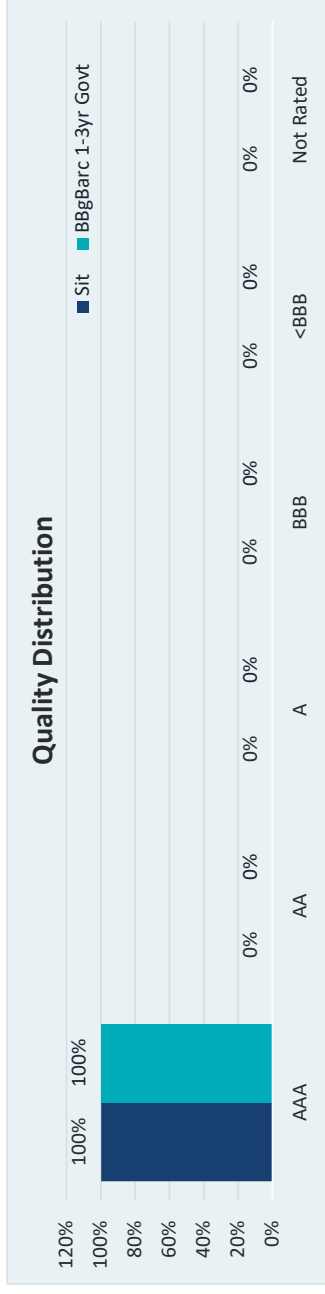 Quality Distribution
Sit BBgBarc 1-3yr Govt
120%
100%
80%
60%
40%
20%
0%
100% 100% 0% 0% 0% 0% 0% 0% 0% 0% 0% 0%
AAA AA A BBB <BBB Not Rated